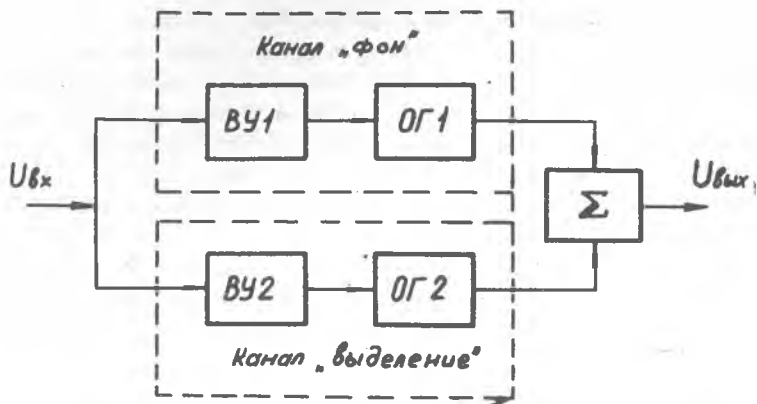 Канал „фон"
ВУ1
ОГ1
Uвх
Σ
Uвых
ВУ2
ОГ2
Канал „выделение"